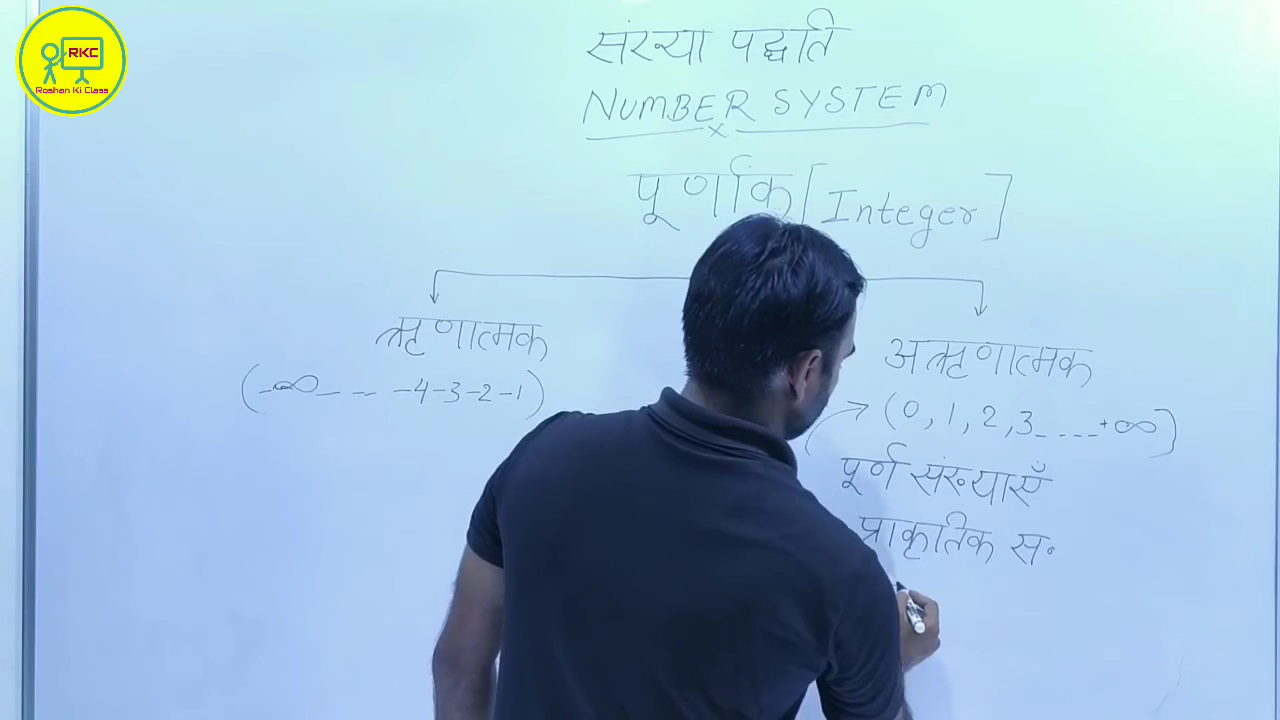 RKC
Roshan Ki Class
संख्या पद्धति
NUMBER SYSTEM
x
पूर्णांक [Integer]
ऋणात्मक
अऋणात्मक
(-∞_ _ -- -4-3-2-1)
→ (0, 1, 2, 3_ _ _ _ +∞)
पूर्ण संख्याएँ
प्राकृतिक स॰